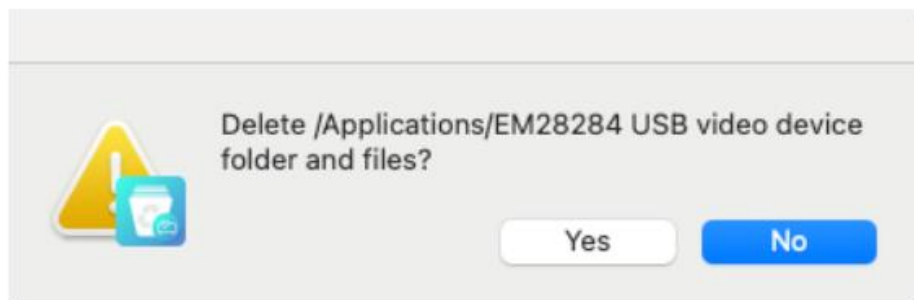 Delete /Applications/EM28284 USB video device
folder and files?
Yes No